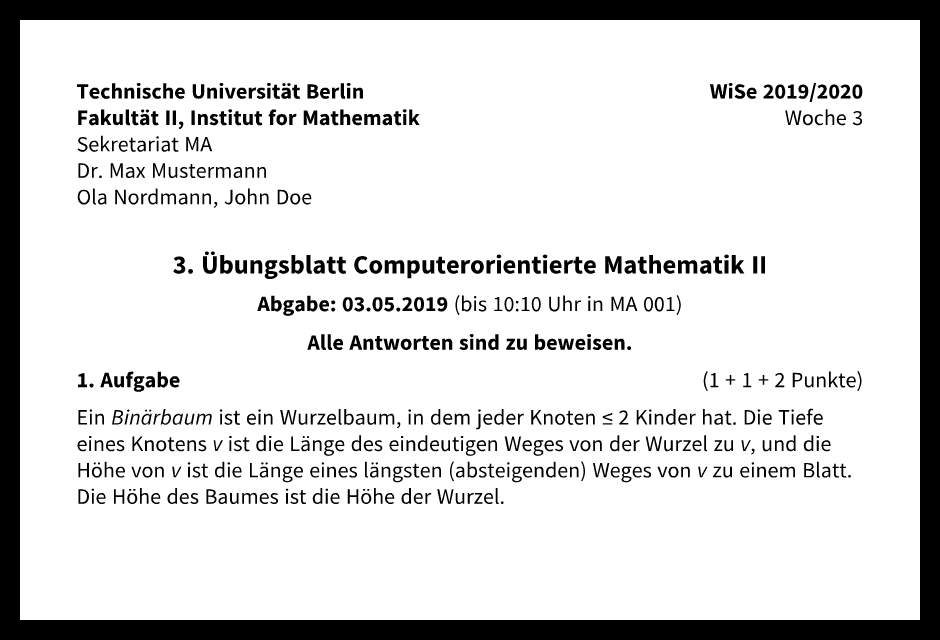 Technische Universität Berlin WiSe 2019/2020
Fakultät II, Institut for Mathematik Woche 3
Sekretariat MA
Dr. Max Mustermann
Ola Nordmann, John Doe
3. Übungsblatt Computerorientierte Mathematik II
Abgabe: 03.05.2019 (bis 10:10 Uhr in MA 001)
Alle Antworten sind zu beweisen.
1. Aufgabe (1 + 1 + 2 Punkte)
Ein Binärbaum ist ein Wurzelbaum, in dem jeder Knoten ≤ 2 Kinder hat. Die Tiefe
eines Knotens v ist die Länge des eindeutigen Weges von der Wurzel zu v, und die
Höhe von v ist die Länge eines längsten (absteigenden) Weges von v zu einem Blatt.
Die Höhe des Baumes ist die Höhe der Wurzel.